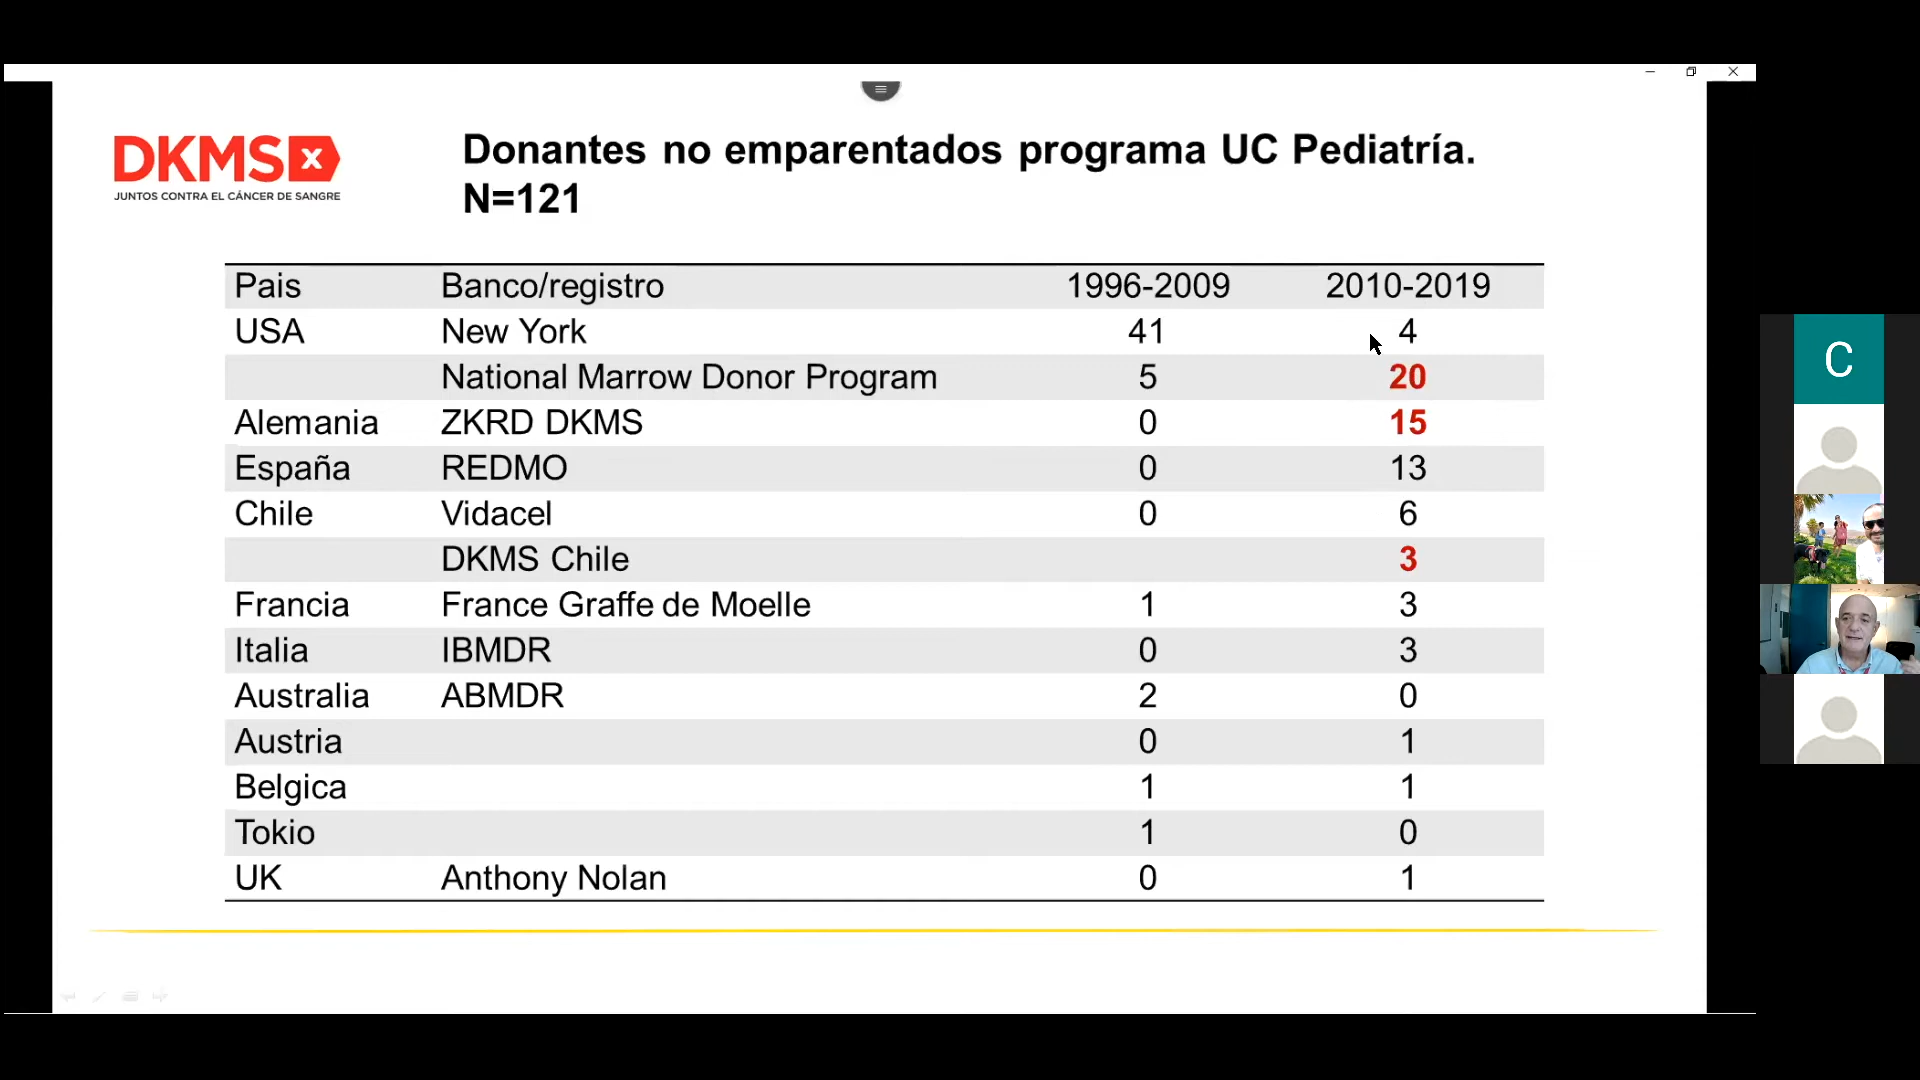 DKMS
JUNTOS CONTRA EL CÁNCER DE SANGRE
Donantes no emparentados programa UC Pediatría.
N=121
Pais Banco/registro 1996-2009 2010-2019
USA New York 41 4
National Marrow Donor Program 5 20
Alemania ZKRD DKMS 0 15
España REDMO 0 13
Chile Vidacel 0 6
DKMS Chile 3
Francia France Graffe de Moelle 1 3
Italia IBMDR 0 3
Australia ABMDR 2 0
Austria 0 1
Belgica 1 1
Tokio 1 0
UK Anthony Nolan 0 1
C